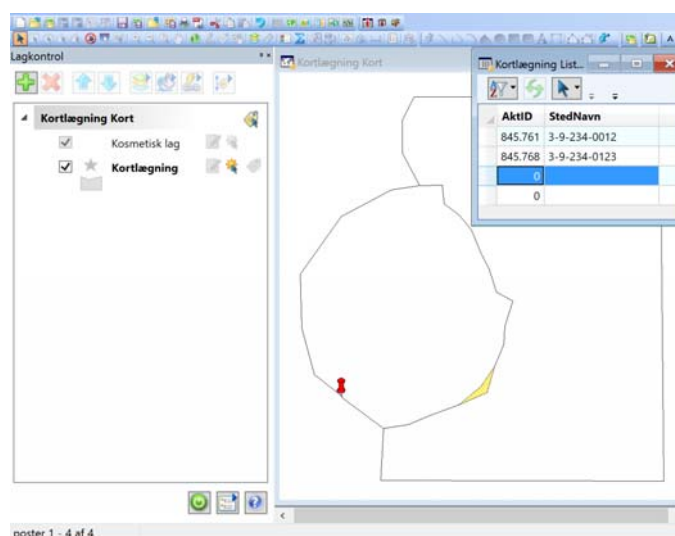 Lagkontrol
Kortlægning Kort
Kosmetisk lag
Kortlægning
Kortlægning Kort
Kortlægning List...
AktID StedNavn
845.761 3-9-234-0012
845.768 3-9-234-0123
0
0
poster 1 - 4 af 4